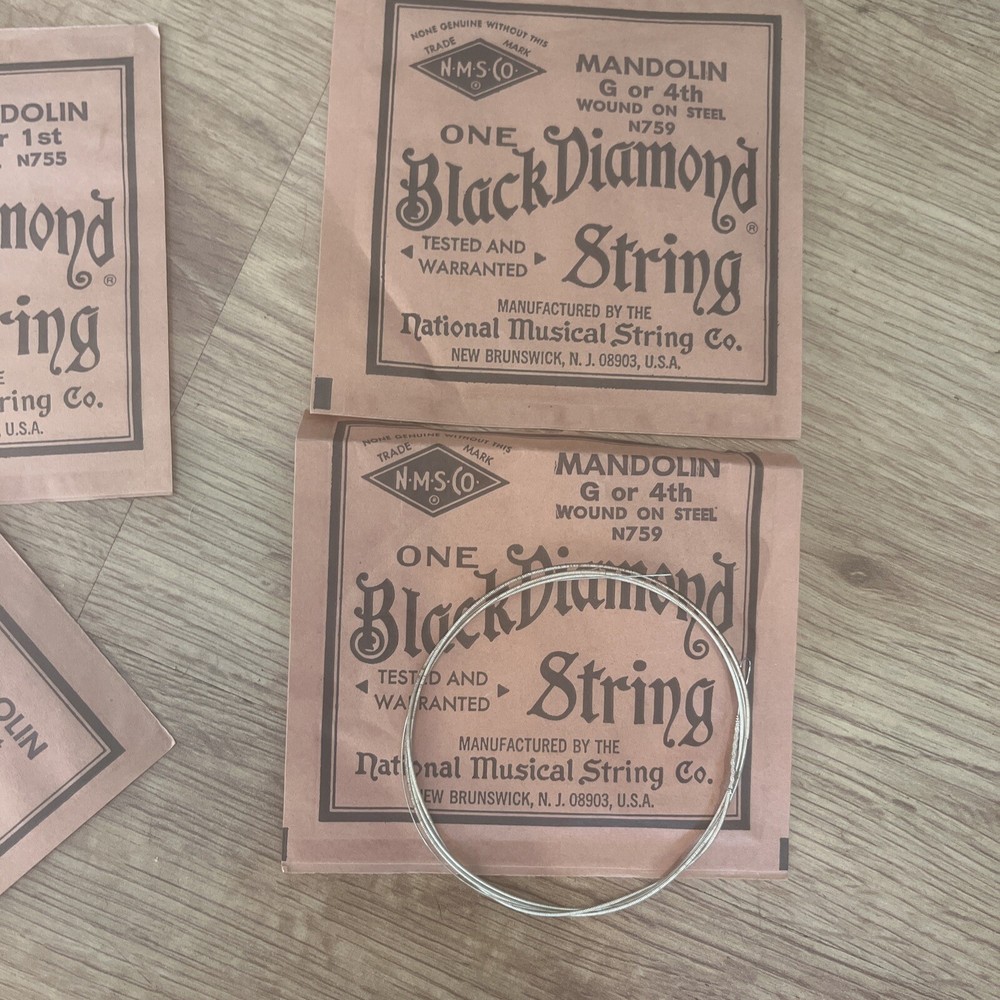 NONE GENUINE WITHOUT THIS
TRADE MARK
N·M·S·CO·
®
MANDOLIN
G or 4th
WOUND ON STEEL
N759
ONE
Black Diamond
®
TESTED AND
WARRANTED
String
MANUFACTURED BY THE
National Musical String Co.
NEW BRUNSWICK, N. J. 08903, U.S.A.
DOLIN
r 1st
N755
mond
®
ring
E
ring Co.
, U.S.A.
NONE GENUINE WITHOUT THIS
TRADE MARK
N·M·S·CO·
®
MANDOLIN
G or 4th
WOUND ON STEEL
N759
ONE
Black Diamond
TESTED AND
WARRANTED
String
MANUFACTURED BY THE
National Musical String Co.
NEW BRUNSWICK, N. J. 08903, U.S.A.
OLIN